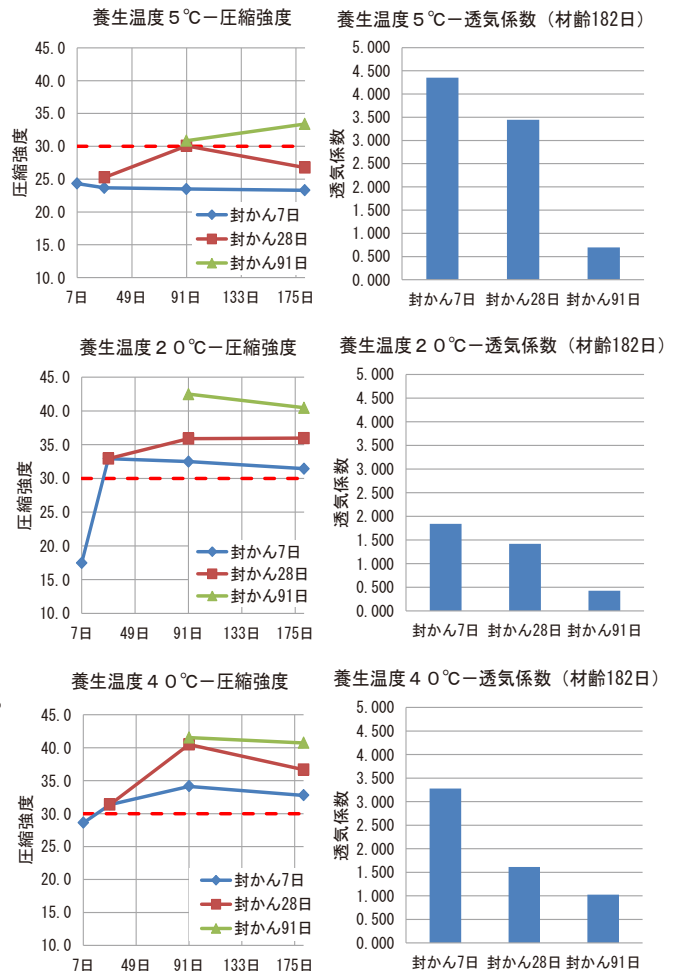 養生温度５℃－圧縮強度
45.0
40.0
35.0
30.0
25.0
20.0
15.0
10.0
圧縮強度
封かん7日
封かん28日
封かん91日
7日 49日 91日 133日 175日
養生温度５℃－透気係数（材齢182日）
5.000
4.500
4.000
3.500
3.000
2.500
2.000
1.500
1.000
0.500
0.000
透気係数
封かん7日 封かん28日 封かん91日
養生温度２０℃－圧縮強度
45.0
40.0
35.0
30.0
25.0
20.0
15.0
10.0
圧縮強度
封かん7日
封かん28日
封かん91日
7日 49日 91日 133日 175日
養生温度２０℃－透気係数（材齢182日）
5.000
4.500
4.000
3.500
3.000
2.500
2.000
1.500
1.000
0.500
0.000
透気係数
封かん7日 封かん28日 封かん91日
養生温度４０℃－圧縮強度
45.0
40.0
35.0
30.0
25.0
20.0
15.0
10.0
圧縮強度
封かん7日
封かん28日
封かん91日
7日 49日 91日 133日 175日
養生温度４０℃－透気係数（材齢182日）
5.000
4.500
4.000
3.500
3.000
2.500
2.000
1.500
1.000
0.500
0.000
透気係数
封かん7日 封かん28日 封かん91日